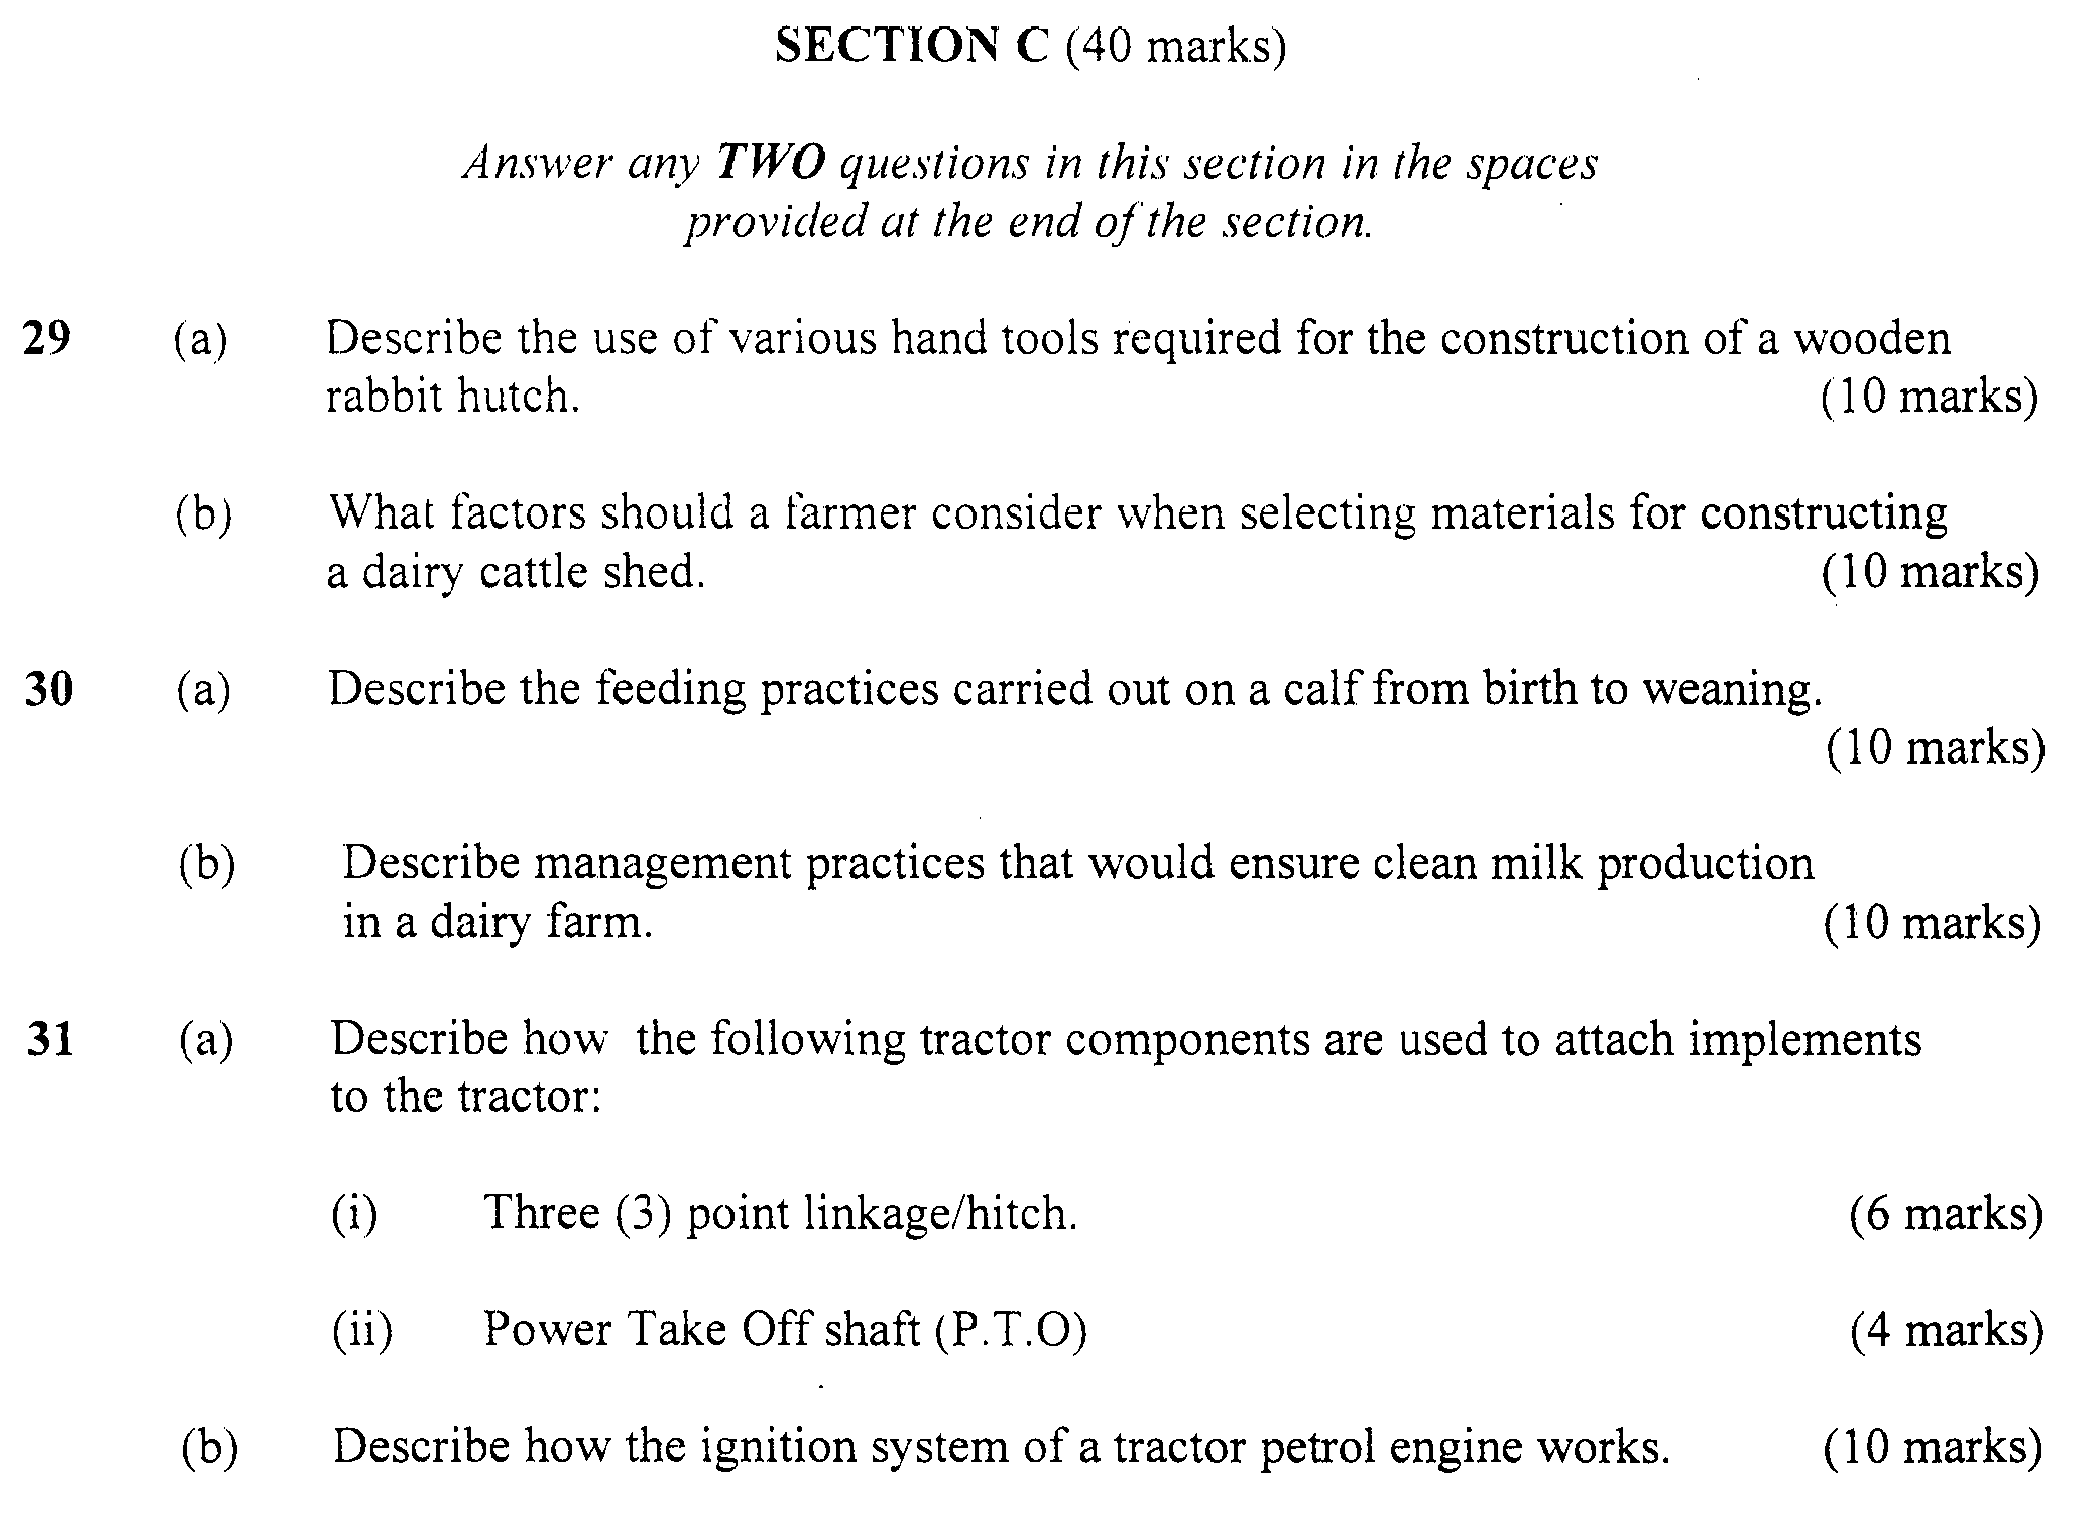 SECTION C (40 marks)
Answer any TWO questions in this section in the spaces
provided at the end of the section.
29 (a) Describe the use of various hand tools required for the construction of a wooden
rabbit hutch. (10 marks)
(b) What factors should a farmer consider when selecting materials for constructing
a dairy cattle shed. (10 marks)
30 (a) Describe the feeding practices carried out on a calf from birth to weaning.
(10 marks)
(b) Describe management practices that would ensure clean milk production
in a dairy farm. (10 marks)
31 (a) Describe how the following tractor components are used to attach implements
to the tractor:
(i) Three (3) point linkage/hitch. (6 marks)
(ii) Power Take Off shaft (P.T.O) (4 marks)
(b) Describe how the ignition system of a tractor petrol engine works. (10 marks)